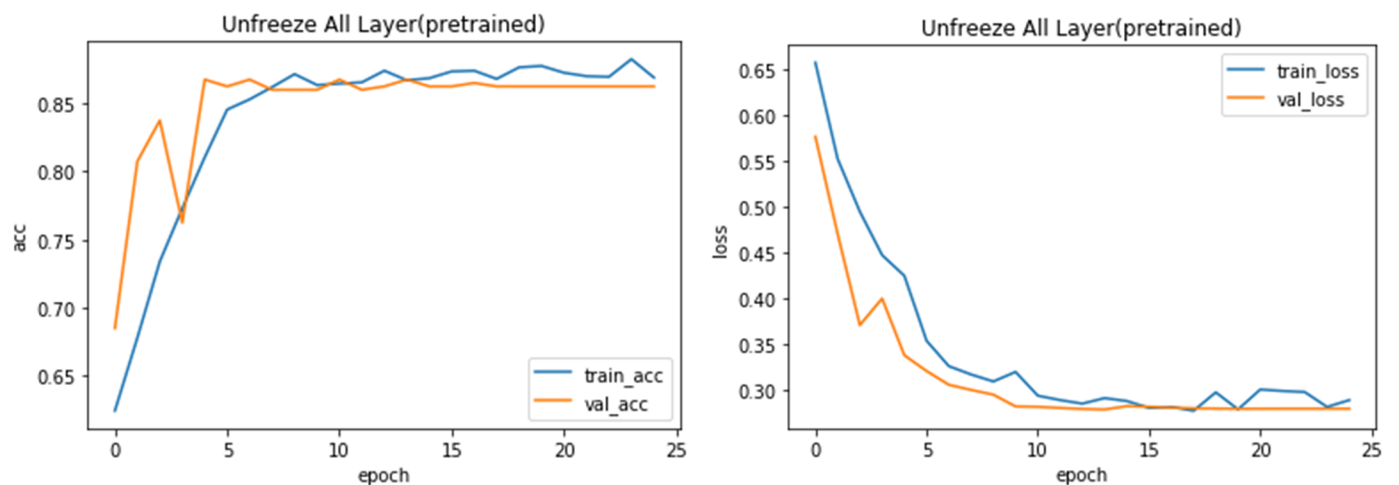 Unfreeze All Layer(pretrained)
acc
0.85
0.80
0.75
0.70
0.65
train_acc
val_acc
0 5 10 15 20 25
epoch
Unfreeze All Layer(pretrained)
loss
0.65
0.60
0.55
0.50
0.45
0.40
0.35
0.30
train_loss
val_loss
0 5 10 15 20 25
epoch